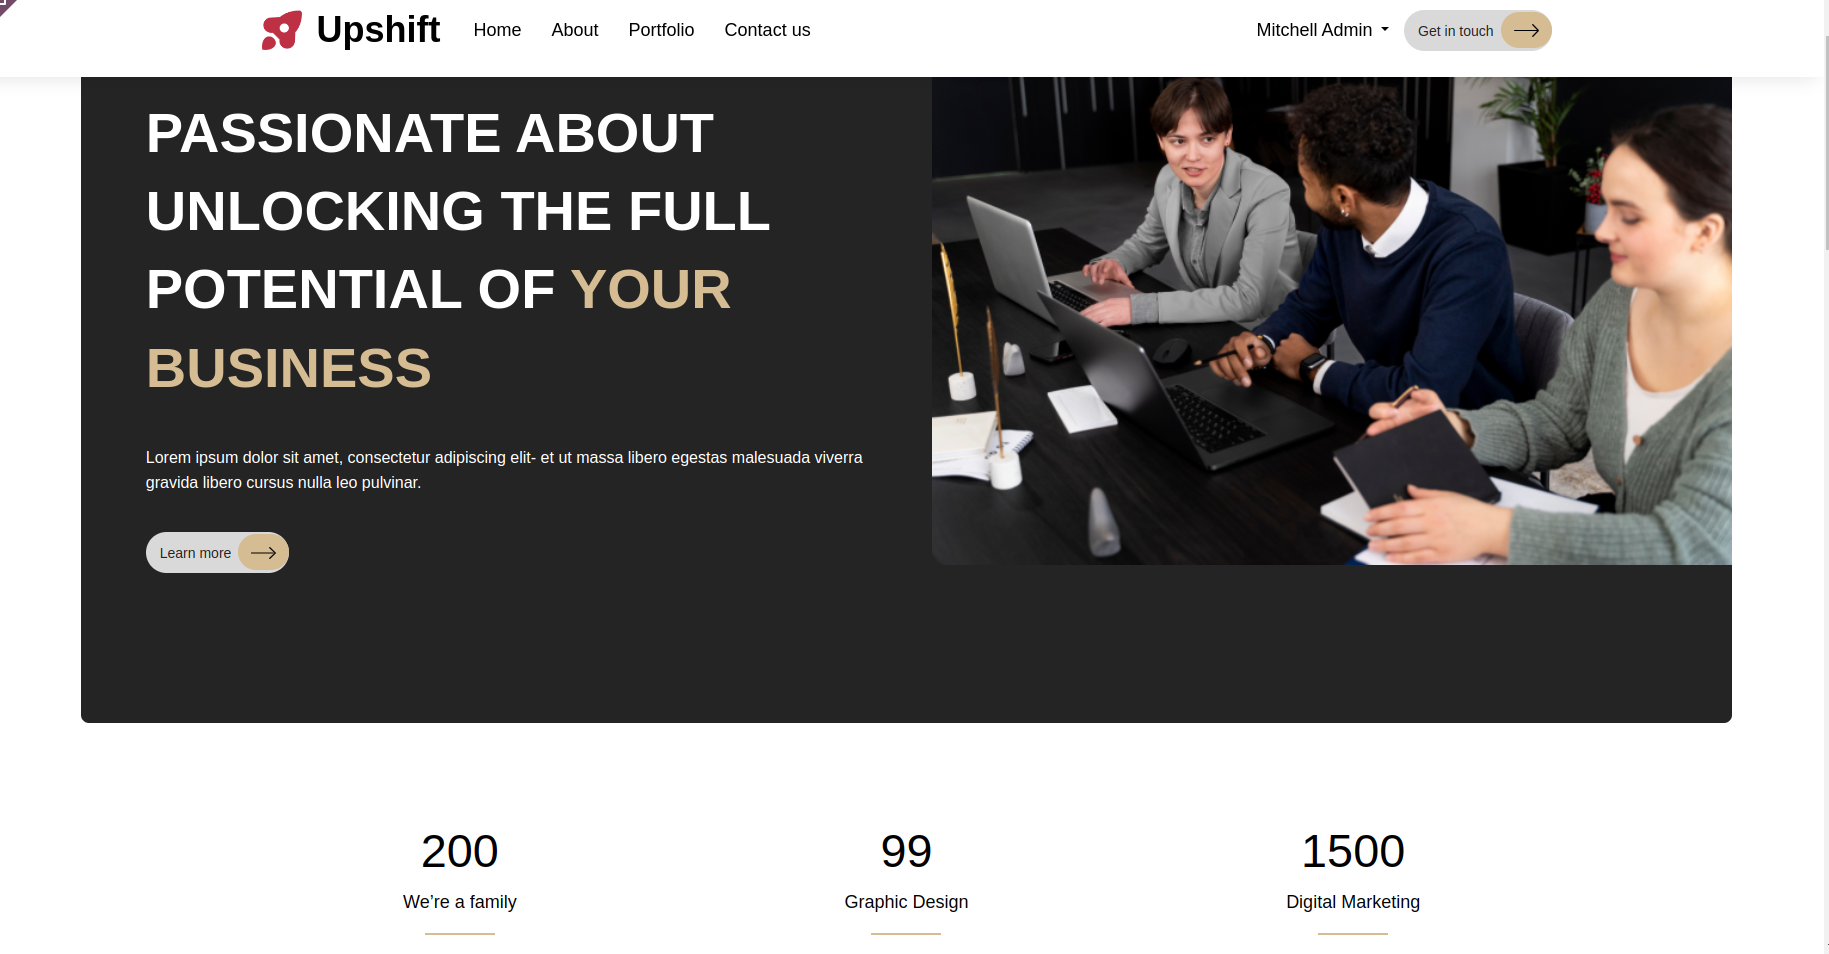 Upshift
Home
About
Portfolio
Contact us
Mitchell Admin
Get in touch
PASSIONATE ABOUT
UNLOCKING THE FULL
POTENTIAL OF YOUR
BUSINESS
Lorem ipsum dolor sit amet, consectetur adipiscing elit- et ut massa libero egestas malesuada viverra
gravida libero cursus nulla leo pulvinar.
Learn more
200
99
1500
We’re a family
Graphic Design
Digital Marketing